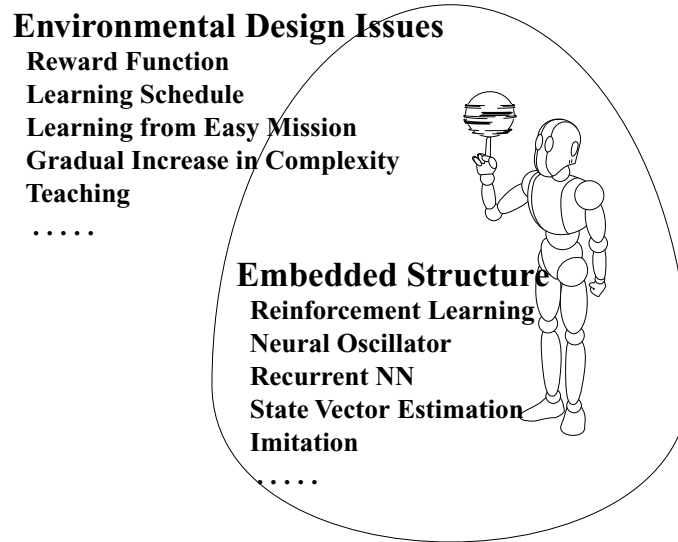 Environmental Design Issues
Reward Function
Learning Schedule
Learning from Easy Mission
Gradual Increase in Complexity
Teaching
. . . . .
Embedded Structure
Reinforcement Learning
Neural Oscillator
Recurrent NN
State Vector Estimation
Imitation
. . . . .